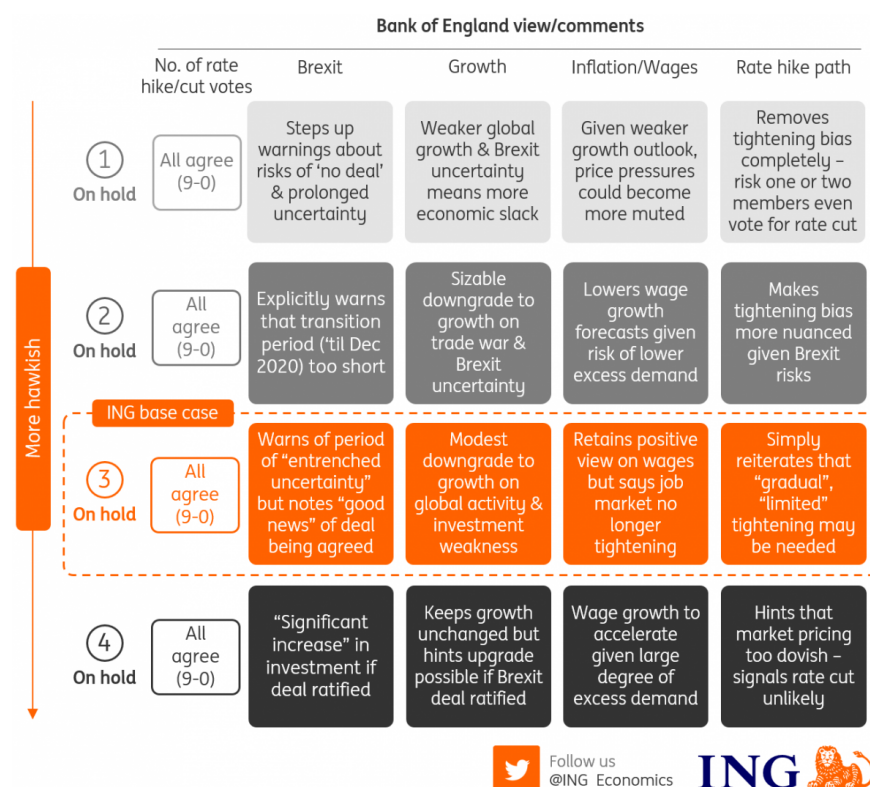 Bank of England view/comments
No. of rate
hike/cut votes
Brexit
Growth
Inflation/Wages
Rate hike path
More hawkish
1
On hold
All agree
(9-0)
Steps up
warnings about
risks of ‘no deal’
& prolonged
uncertainty
Weaker global
growth & Brexit
uncertainty
means more
economic slack
Given weaker
growth outlook,
price pressures
could become
more muted
Removes
tightening bias
completely –
risk one or two
members even
vote for rate cut
2
On hold
All
agree
(9-0)
Explicitly warns
that transition
period (‘til Dec
2020) too short
Sizable
downgrade to
growth on
trade war &
Brexit
uncertainty
Lowers wage
growth
forecasts given
risk of lower
excess demand
Makes
tightening bias
more nuanced
given Brexit
risks
ING base case
3
On hold
All
agree
(9-0)
Warns of period
of “entrenched
uncertainty”
but notes “good
news” of deal
being agreed
Modest
downgrade to
growth on
global activity &
investment
weakness
Retains positive
view on wages
but says job
market no
longer
tightening
Simply
reiterates that
“gradual”,
“limited”
tightening may
be needed
4
On hold
All
agree
(9-0)
“Significant
increase” in
investment if
deal ratified
Keeps growth
unchanged but
hints upgrade
possible if Brexit
deal ratified
Wage growth to
accelerate
given large
degree of
excess demand
Hints that
market pricing
too dovish –
signals rate cut
unlikely
Follow us
@ING_Economics
ING